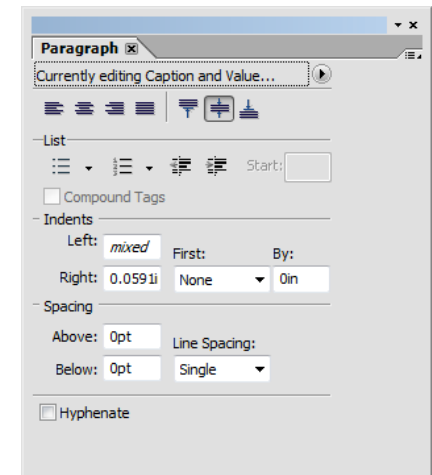 Paragraph
Currently editing Caption and Value...
List
Start:
Compound Tags
Indents
Left: mixed First: By:
Right: 0.0591i None 0in
Spacing
Above: 0pt Line Spacing:
Below: 0pt Single
Hyphenate